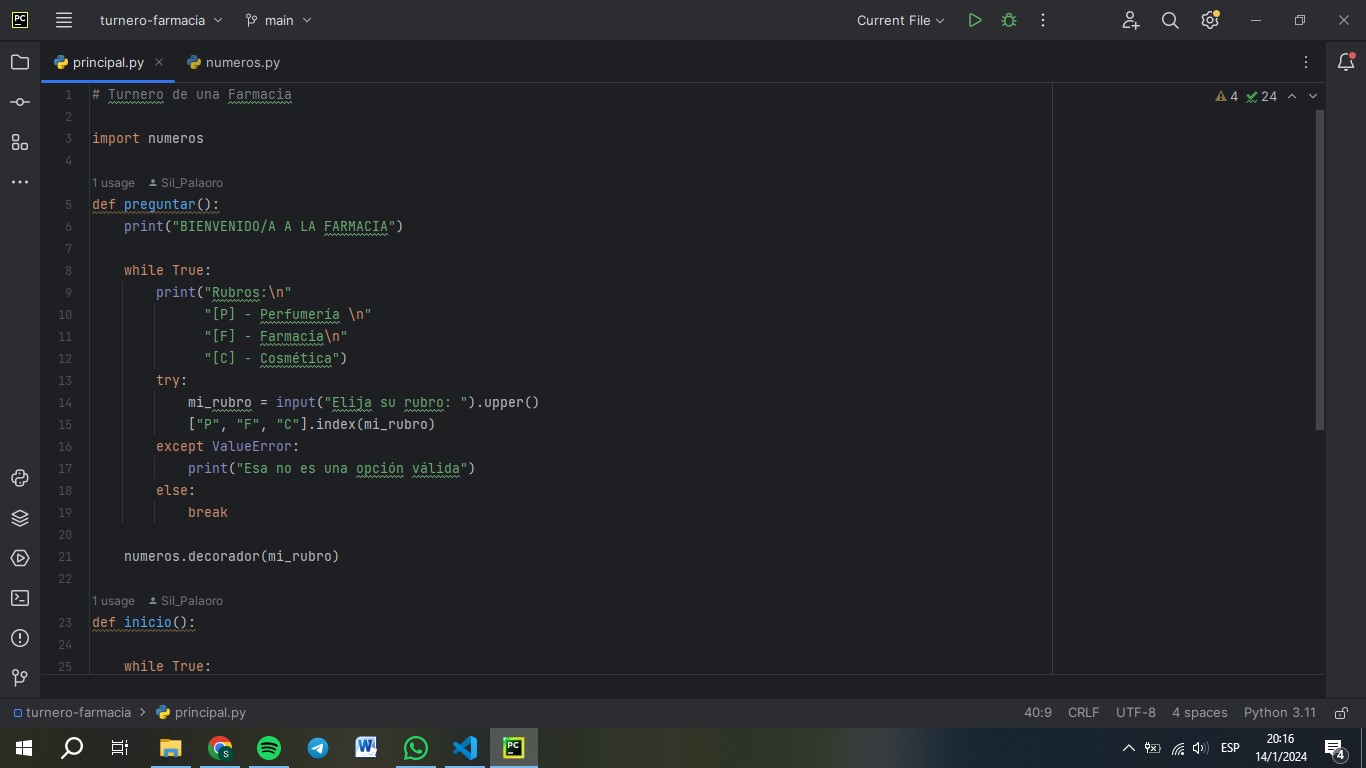 PC turnero-farmacia main Current File
principal.py numeros.py
4 24
1 # Turnero de una Farmacia
2
3 import numeros
4
1 usage Sil_Palaoro
5 def preguntar():
6 print("BIENVENIDO/A A LA FARMACIA")
7
8 while True:
9 print("Rubros:\n"
10 "[P] - Perfumería \n"
11 "[F] - Farmacia\n"
12 "[C] - Cosmética")
13 try:
14 mi_rubro = input("Elija su rubro: ").upper()
15 ["P", "F", "C"].index(mi_rubro)
16 except ValueError:
17 print("Esa no es una opción válida")
18 else:
19 break
20
21 numeros.decorador(mi_rubro)
22
1 usage Sil_Palaoro
23 def inicio():
24
25 while True:
turnero-farmacia > principal.py 40:9 CRLF UTF-8 4 spaces Python 3.11
S W PC ESP 20:16
14/1/2024 4